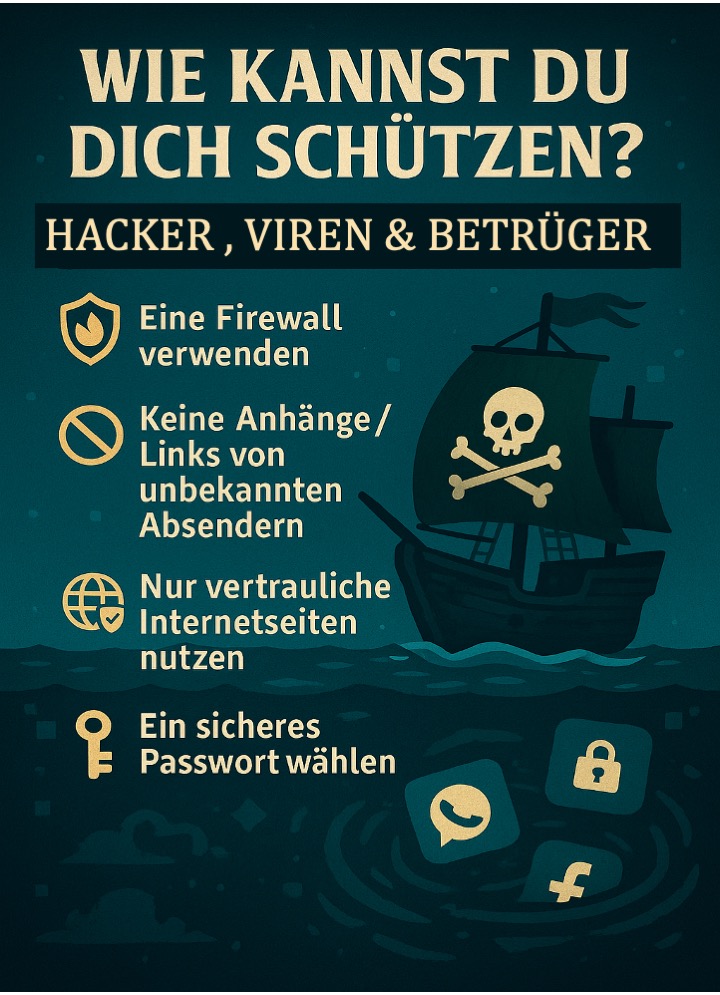 WIE KANNST DU
DICH SCHÜTZEN?
HACKER , VIREN & BETRÜGER
Eine Firewall
verwenden
Keine Anhänge/
Links von
unbekannten
Absendern
Nur vertrauliche
Internetseiten
nutzen
Ein sicheres
Passwort wählen